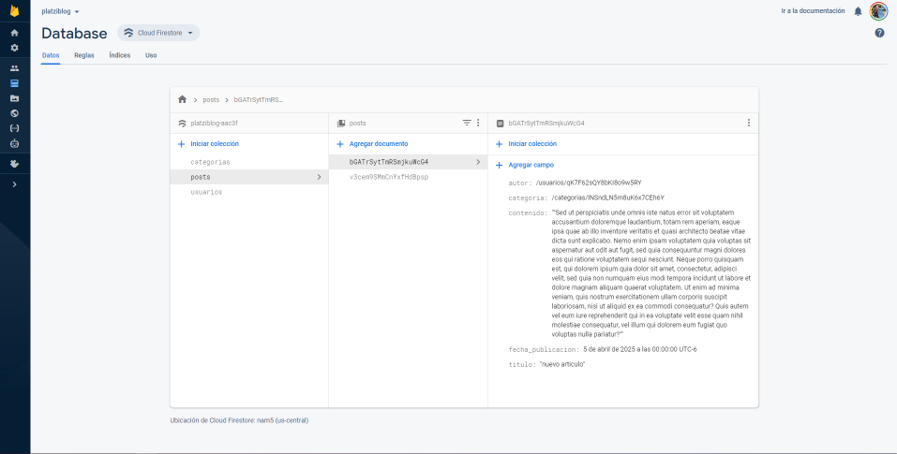 platziblog
Ir a la documentación
Database
Cloud Firestore
Datos Reglas Índices Uso
posts bGATrSytTmRS...
platziblog-aac3f
Iniciar colección
categorias
posts
usuarios
posts
Agregar documento
bGATrSytTmRSmjkuWcG4
v3cem9SMmCnYxfHdBpsp
bGATrSytTmRSmjkuWcG4
Iniciar colección
Agregar campo
autor: /usuarios/qK7F62sQY8bKI8o9w5RY
categoria: /categorias/lNSndLN5m8uK6x7CEh6Y
contenido: ""Sed ut perspiciatis unde omnis iste natus error sit voluptatem
accusantium doloremque laudantium, totam rem aperiam, eaque
ipsa quae ab illo inventore veritatis et quasi architecto beatae vitae
dicta sunt explicabo. Nemo enim ipsam voluptatem quia voluptas sit
aspernatur aut odit aut fugit, sed quia consequuntur magni dolores
eos qui ratione voluptatem sequi nesciunt. Neque porro quisquam
est, qui dolorem ipsum quia dolor sit amet, consectetur, adipisci
velit, sed quia non numquam eius modi tempora incidunt ut labore et
dolore magnam aliquam quaerat voluptatem. Ut enim ad minima
veniam, quis nostrum exercitationem ullam corporis suscipit
laboriosam, nisi ut aliquid ex ea commodi consequatur? Quis autem
vel eum iure reprehenderit qui in ea voluptate velit esse quam nihil
molestiae consequatur, vel illum qui dolorem eum fugiat quo
voluptas nulla pariatur?""
fecha_publicacion: 5 de abril de 2025 a las 00:00:00 UTC-6
titulo: "nuevo articulo"
Ubicación de Cloud Firestore: nam5 (us-central)